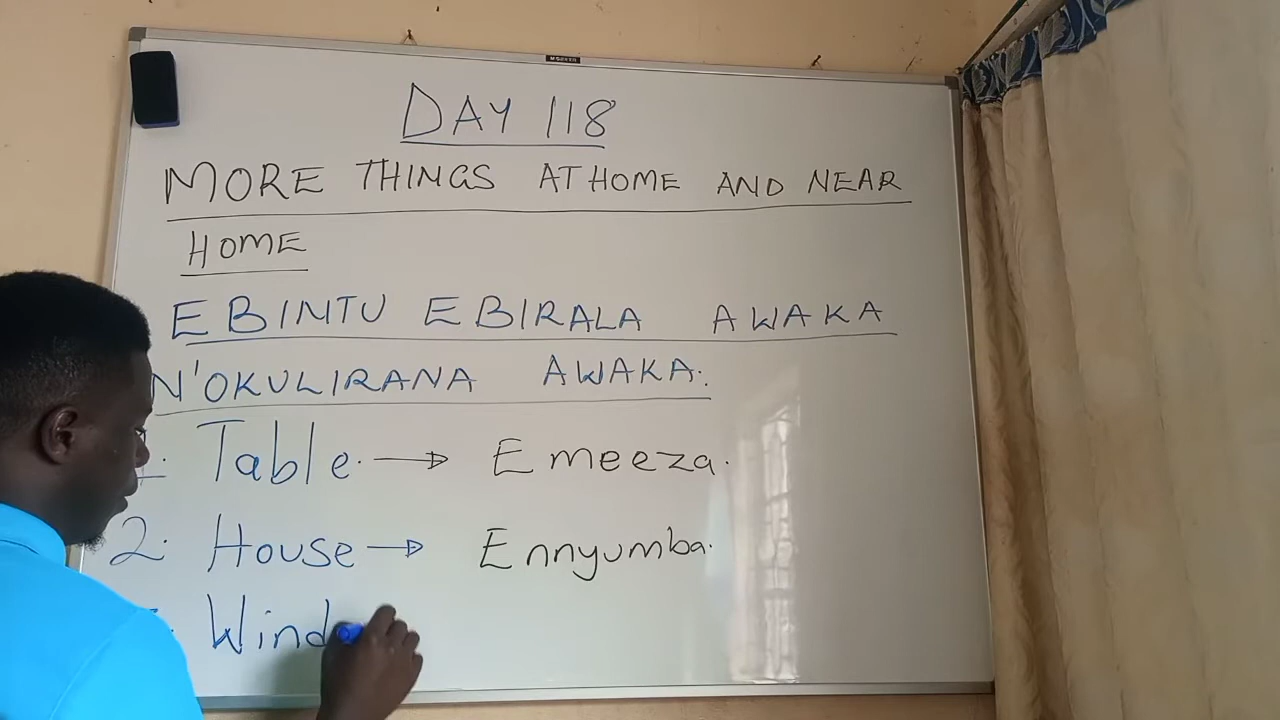 DAY 118
MORE THINGS AT HOME AND NEAR
HOME
EBINTU EBIRALA AWAKA
N'OKULIRANA AWAKA.
1. Table. → Emeeza.
2. House → Ennyumba.
Wind